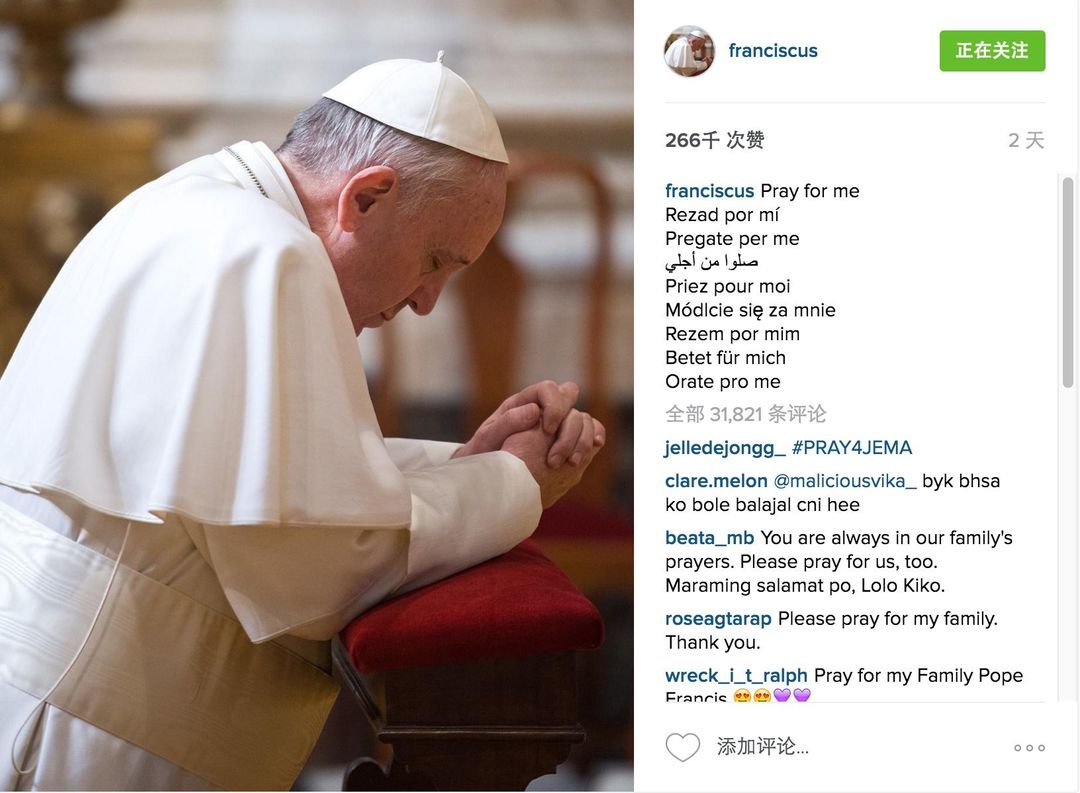 franciscus
正在关注
266千 次赞
2 天
franciscus Pray for me
Rezad por mí
Pregate per me
صلوا من أجلي
Priez pour moi
Módlcie się za mnie
Rezem por mim
Betet für mich
Orate pro me
全部 31,821 条评论
jelledejongg_ #PRAY4JEMA
clare.melon @maliciousvika_ byk bhsa
ko bole balajal cni hee
beata_mb You are always in our family's
prayers. Please pray for us, too.
Maraming salamat po, Lolo Kiko.
roseagtarap Please pray for my family.
Thank you.
wreck_i_t_ralph Pray for my Family Pope
Francis 😍😍💜💜
添加评论...